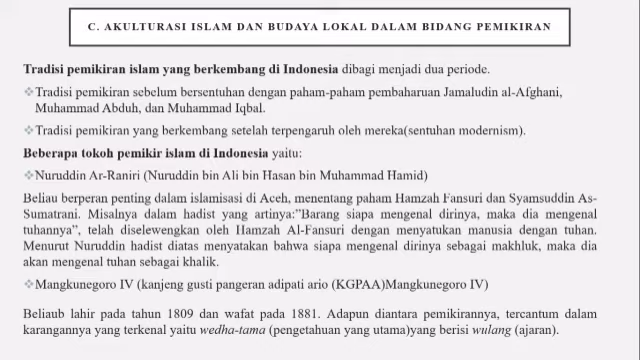 C. AKULTURASI ISLAM DAN BUDAYA LOKAL DALAM BIDANG PEMIKIRAN
Tradisi pemikiran islam yang berkembang di Indonesia dibagi menjadi dua periode.
❖Tradisi pemikiran sebelum bersentuhan dengan paham-paham pembaharuan Jamaludin al-Afghani,
Muhammad Abduh, dan Muhammad Iqbal.
❖Tradisi pemikiran yang berkembang setelah terpengaruh oleh mereka(sentuhan modernism).
Beberapa tokoh pemikir islam di Indonesia yaitu:
❖Nuruddin Ar-Raniri (Nuruddin bin Ali bin Hasan bin Muhammad Hamid)
Beliau berperan penting dalam islamisasi di Aceh, menentang paham Hamzah Fansuri dan Syamsuddin As-
Sumatrani. Misalnya dalam hadist yang artinya:”Barang siapa mengenal dirinya, maka dia mengenal
tuhannya”, telah diselewengkan oleh Hamzah Al-Fansuri dengan menyatukan manusia dengan tuhan.
Menurut Nuruddin hadist diatas menyatakan bahwa siapa mengenal dirinya sebagai makhluk, maka dia
akan mengenal tuhan sebagai khalik.
❖Mangkunegoro IV (kanjeng gusti pangeran adipati ario (KGPAA)Mangkunegoro IV)
Beliaub lahir pada tahun 1809 dan wafat pada 1881. Adapun diantara pemikirannya, tercantum dalam
karangannya yang terkenal yaitu wedha-tama (pengetahuan yang utama)yang berisi wulang (ajaran).